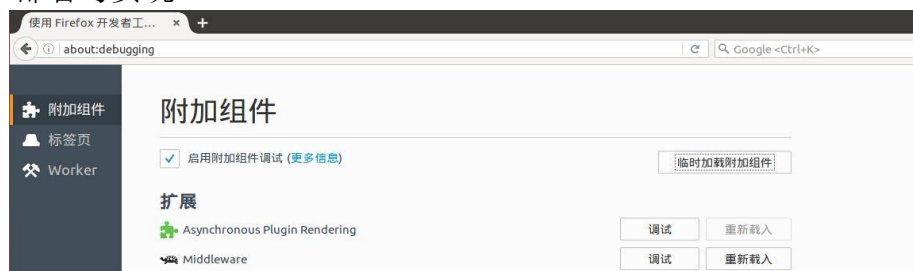 使用 Firefox 开发者工... × +
about:debugging
Google <Ctrl+K>
附加组件
标签页
Worker
附加组件
启用附加组件调试 (更多信息)
临时加载附加组件
扩展
Asynchronous Plugin Rendering 调试 重新载入
Middleware 调试 重新载入